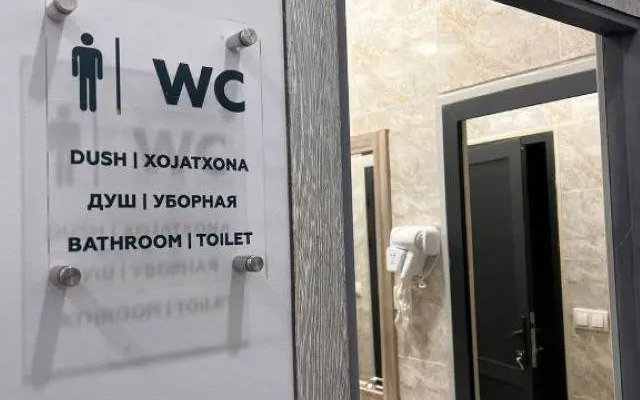 WC
DUSH | XOJATXONA
ДУШ | УБОРНАЯ
BATHROOM | TOILET